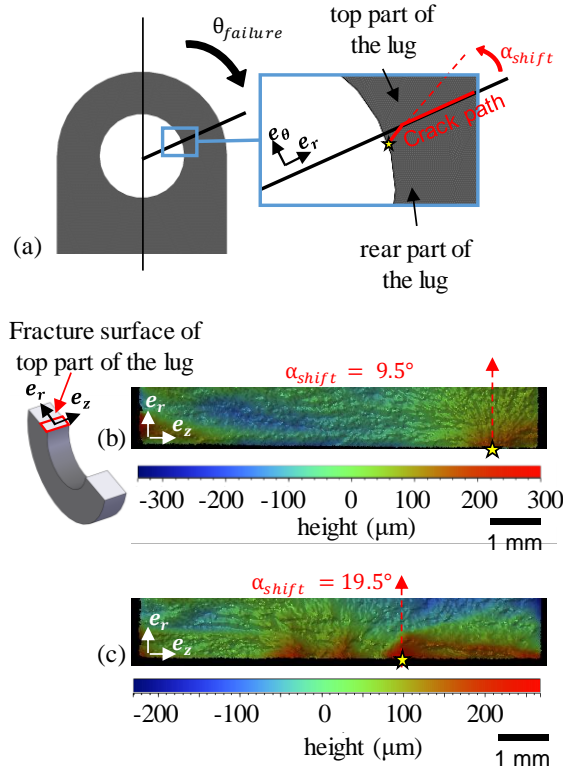 θfailure
top part of
the lug
αshift
Crack path
eθ
er
rear part of
the lug
(a)
Fracture surface of
top part of the lug
er
ez
αshift = 9.5°
er
ez
(b)
-300 -200 -100 0 100 200 300
height (µm)
1 mm
αshift = 19.5°
er
ez
(c)
-200 -100 0 100 200
height (µm)
1 mm